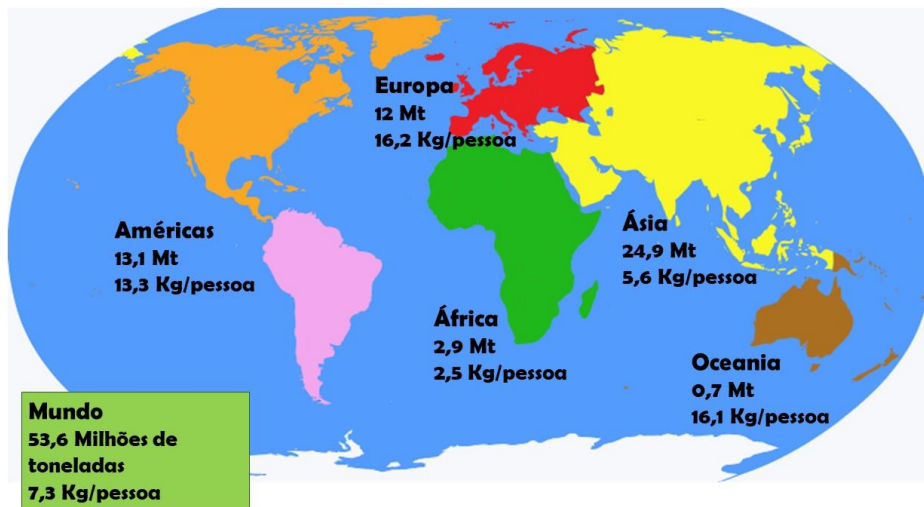 Europa
12 Mt
16,2 Kg/pessoa
Américas
13,1 Mt
13,3 Kg/pessoa
Ásia
24,9 Mt
5,6 Kg/pessoa
África
2,9 Mt
2,5 Kg/pessoa
Oceania
0,7 Mt
16,1 Kg/pessoa
Mundo
53,6 Milhões de
toneladas
7,3 Kg/pessoa